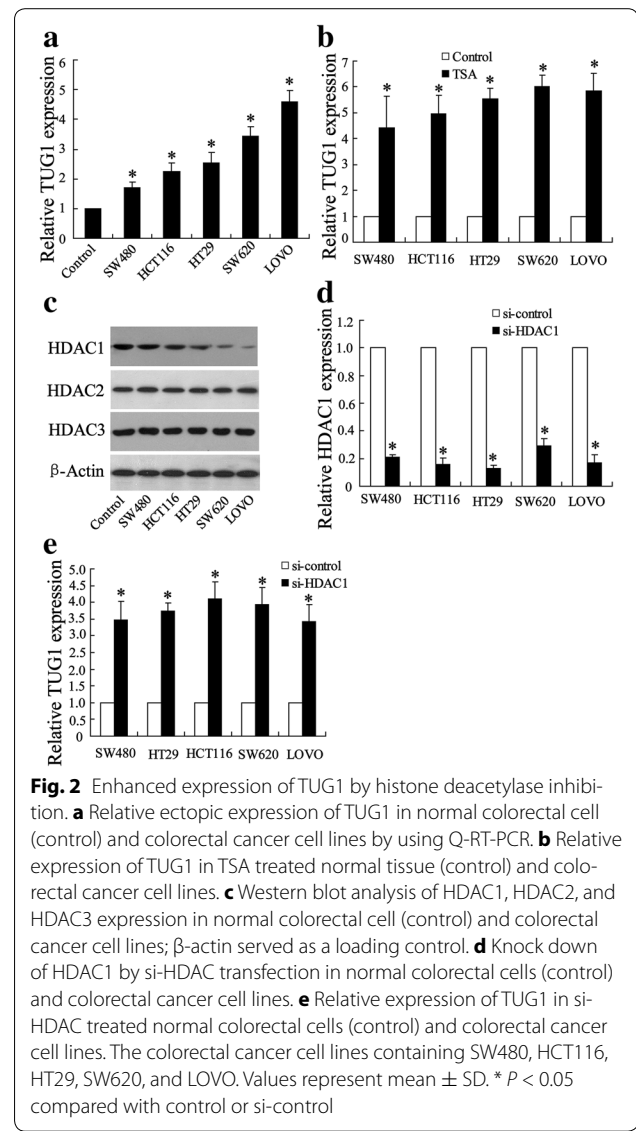 a
b
Relative TUG1 expression
6
5
4
3
2
1
*
*
*
*
*
Control
SW480
HCT116
HT29
SW620
LOVO
Relative TUG1 expression
Control
TSA
7
6
5
4
3
2
1
0
*
*
*
*
*
SW480
HCT116
HT29
SW620
LOVO
c
d
HDAC1
HDAC2
HDAC3
β-Actin
Control
SW480
HCT116
HT29
SW620
LOVO
Relative HDAC1 expression
si-control
si-HDAC1
1.2
1.0
0.8
0.6
0.4
0.2
0
*
*
*
*
*
SW480
HCT116
HT29
SW620
LOVO
e
Relative TUG1 expression
si-control
si-HDAC1
5.0
4.5
4.0
3.5
3.0
2.5
2.0
1.5
1.0
0.5
0
*
*
*
*
*
SW480
HT29
HCT116
SW620
LOVO
Fig. 2 Enhanced expression of TUG1 by histone deacetylase inhibi-
tion. a Relative ectopic expression of TUG1 in normal colorectal cell
(control) and colorectal cancer cell lines by using Q-RT-PCR. b Relative
expression of TUG1 in TSA treated normal tissue (control) and colo-
rectal cancer cell lines. c Western blot analysis of HDAC1, HDAC2, and
HDAC3 expression in normal colorectal cell (control) and colorectal
cancer cell lines; β-actin served as a loading control. d Knock down
of HDAC1 by si-HDAC transfection in normal colorectal cells (control)
and colorectal cancer cell lines. e Relative expression of TUG1 in si-
HDAC treated normal colorectal cells (control) and colorectal cancer
cell lines. The colorectal cancer cell lines containing SW480, HCT116,
HT29, SW620, and LOVO. Values represent mean ± SD. * P < 0.05
compared with control or si-control